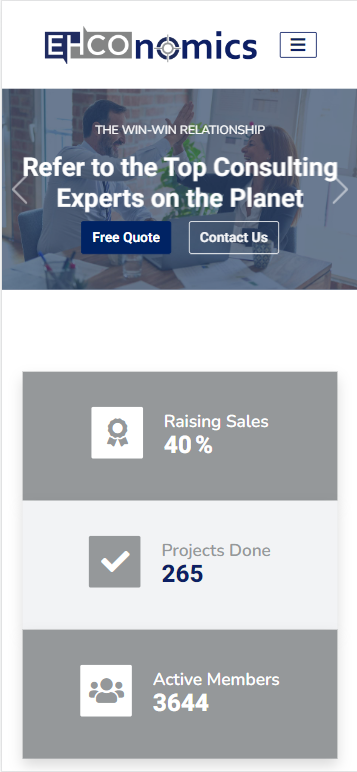 EHCOnomics
THE WIN-WIN RELATIONSHIP
Refer to the Top Consulting
Experts on the Planet
Free Quote
Contact Us
Raising Sales
40 %
Projects Done
265
Active Members
3644